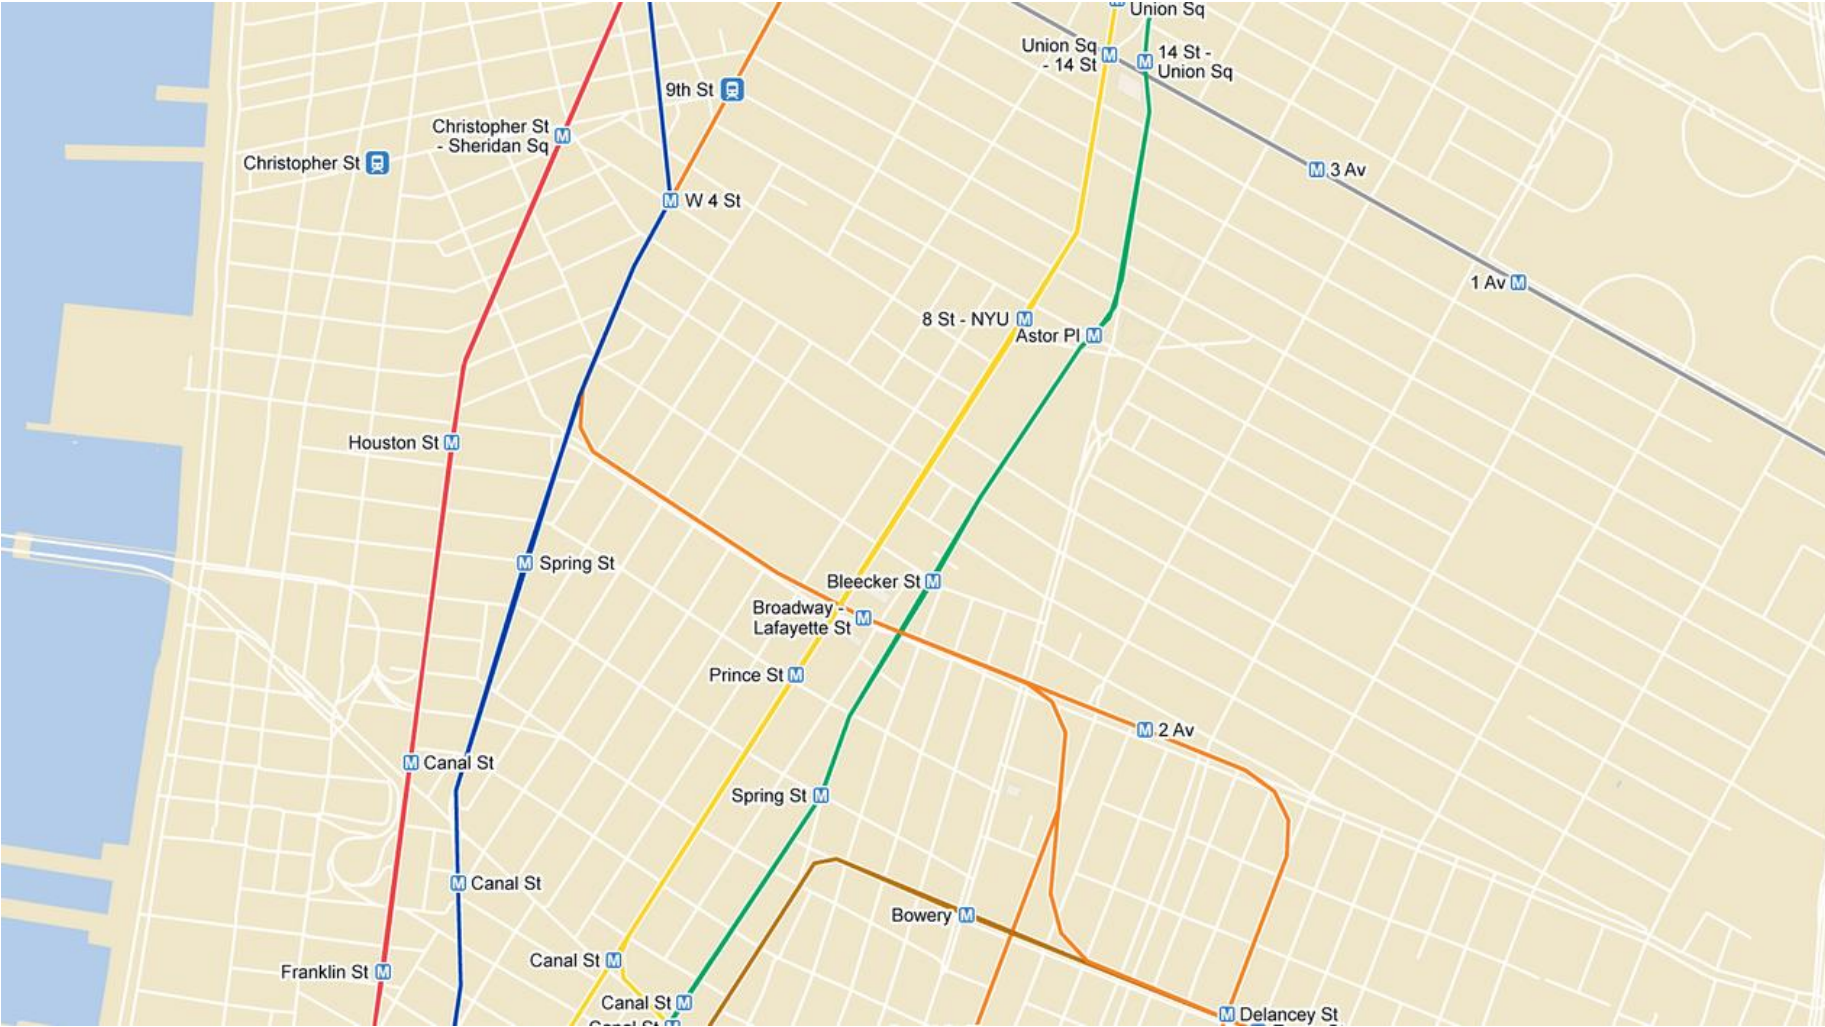 Union Sq
Union Sq
- 14 St
14 St -
Union Sq
9th St
Christopher St
- Sheridan Sq
Christopher St
3 Av
W 4 St
1 Av
8 St - NYU
Astor Pl
Houston St
Spring St
Bleecker St
Broadway -
Lafayette St
Prince St
2 Av
Canal St
Spring St
Canal St
Bowery
Canal St
Franklin St
Canal St
Delancey St
Canal St